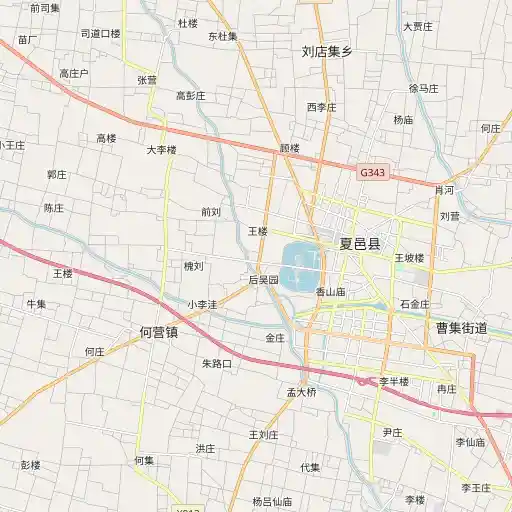 前司集
杜楼
大贾庄
苗厂
司道口楼
东杜集
刘店集乡
高庄户
张营
徐马庄
高彭庄
西李庄
杨庙
何庄
高楼
小王庄
大李楼
顾楼
G343
郭庄
肖河
陈庄
前刘
刘营
王楼
夏邑县
王坡楼
槐刘
王楼
后吴园
香山庙
牛集
小李洼
石金庄
何营镇
金庄
曹集街道
何庄
朱路口
李半楼
冉庄
孟大桥
王刘庄
尹庄
李仙庙
洪庄
彭楼
何集
代集
李王庄
杨吕仙庙
李楼